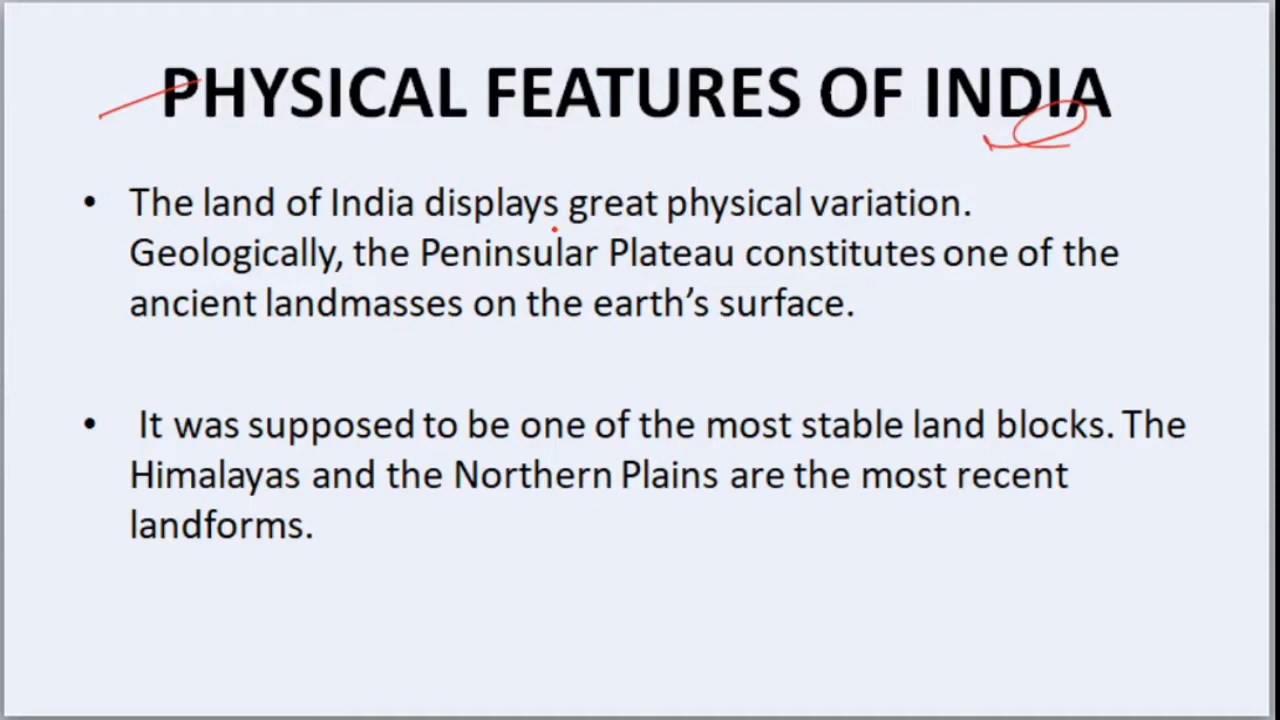 PHYSICAL FEATURES OF INDIA
• The land of India displays great physical variation.
Geologically, the Peninsular Plateau constitutes one of the
ancient landmasses on the earth’s surface.
• It was supposed to be one of the most stable land blocks. The
Himalayas and the Northern Plains are the most recent
landforms.